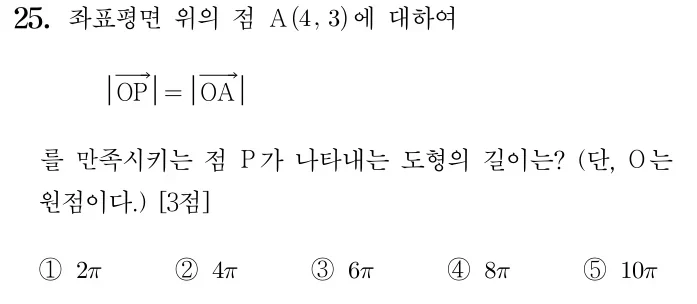 25. 좌표평면 위의 점 A(4, 3)에 대하여
|OP| = |OA|
를 만족시키는 점 P가 나타내는 도형의 길이는? (단, O는
원점이다.) [3점]
① 2π ② 4π ③ 6π ④ 8π ⑤ 10π